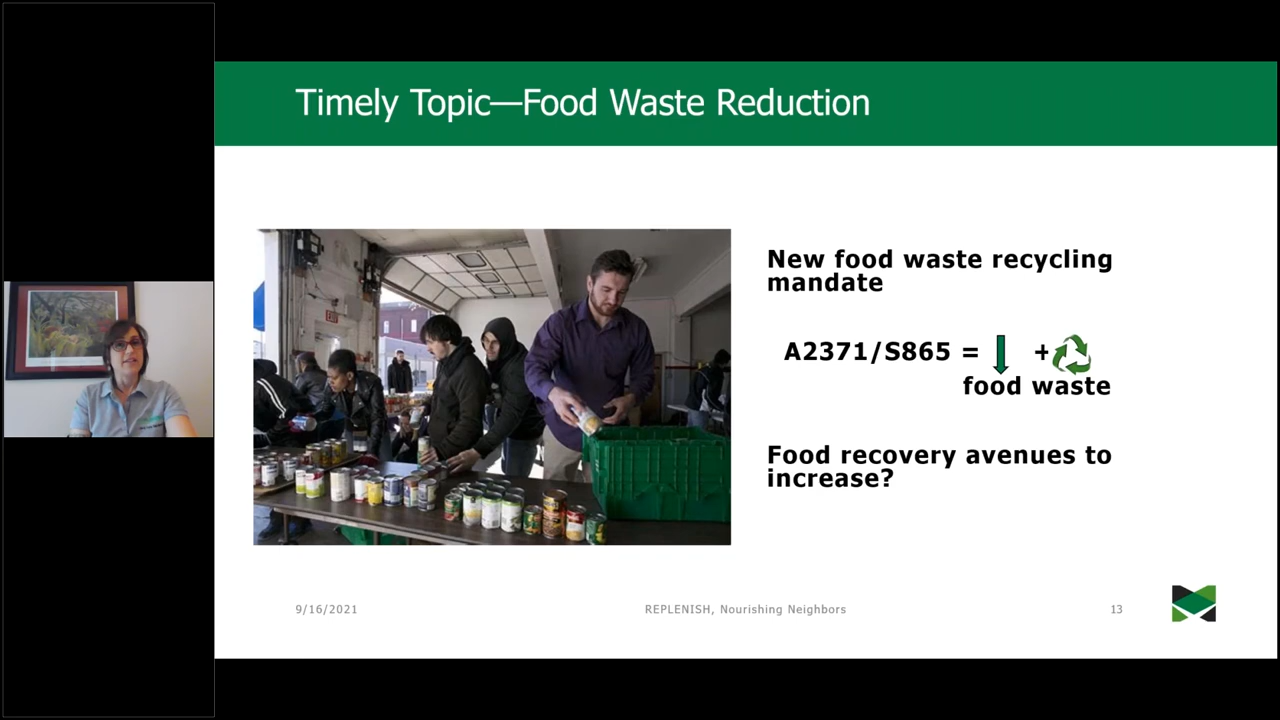 Timely Topic—Food Waste Reduction
New food waste recycling
mandate
A2371/S865 = +
food waste
Food recovery avenues to
increase?
EXIT
9/16/2021
REPLENISH, Nourishing Neighbors
13